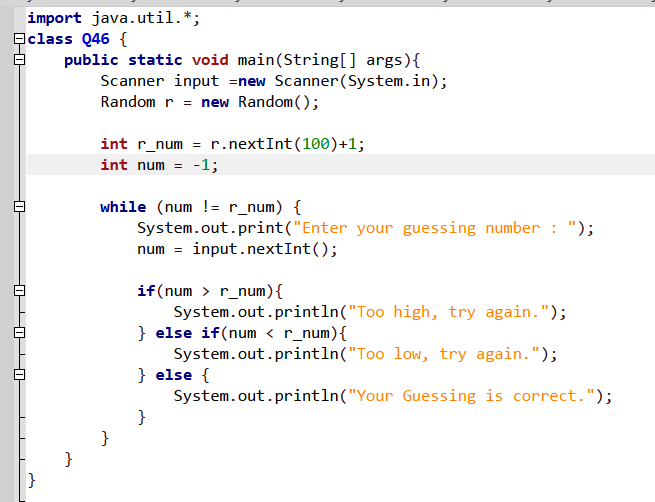 import java.util.*;
class Q46 {
public static void main(String[] args){
Scanner input =new Scanner(System.in);
Random r = new Random();
int r_num = r.nextInt(100)+1;
int num = -1;
while (num != r_num) {
System.out.print("Enter your guessing number : ");
num = input.nextInt();
if(num > r_num){
System.out.println("Too high, try again.");
} else if(num < r_num){
System.out.println("Too low, try again.");
} else {
System.out.println("Your Guessing is correct.");
}
}
}
}